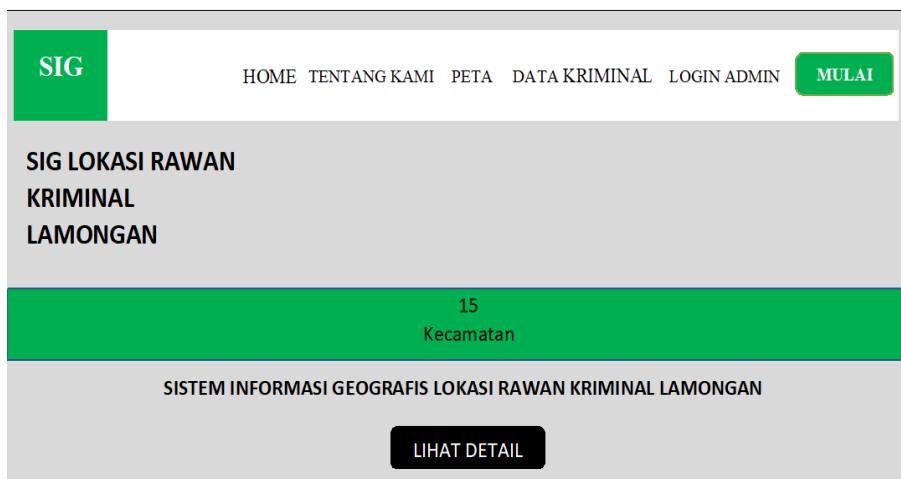 SIG
HOME TENTANG KAMI PETA DATA KRIMINAL LOGIN ADMIN MULAI
SIG LOKASI RAWAN
KRIMINAL
LAMONGAN
15
Kecamatan
SISTEM INFORMASI GEOGRAFIS LOKASI RAWAN KRIMINAL LAMONGAN
LIHAT DETAIL